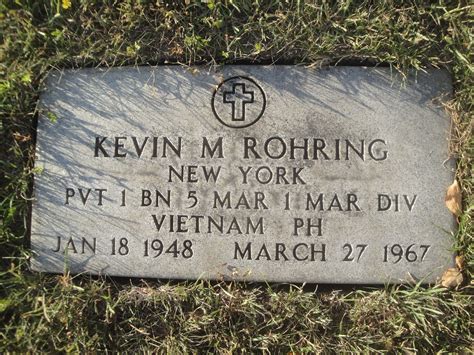 KEVIN M ROHRING
NEW YORK
PVT 1 BN 5 MAR 1 MAR DIV
VIETNAM PH
JAN 18 1948 MARCH 27 1967